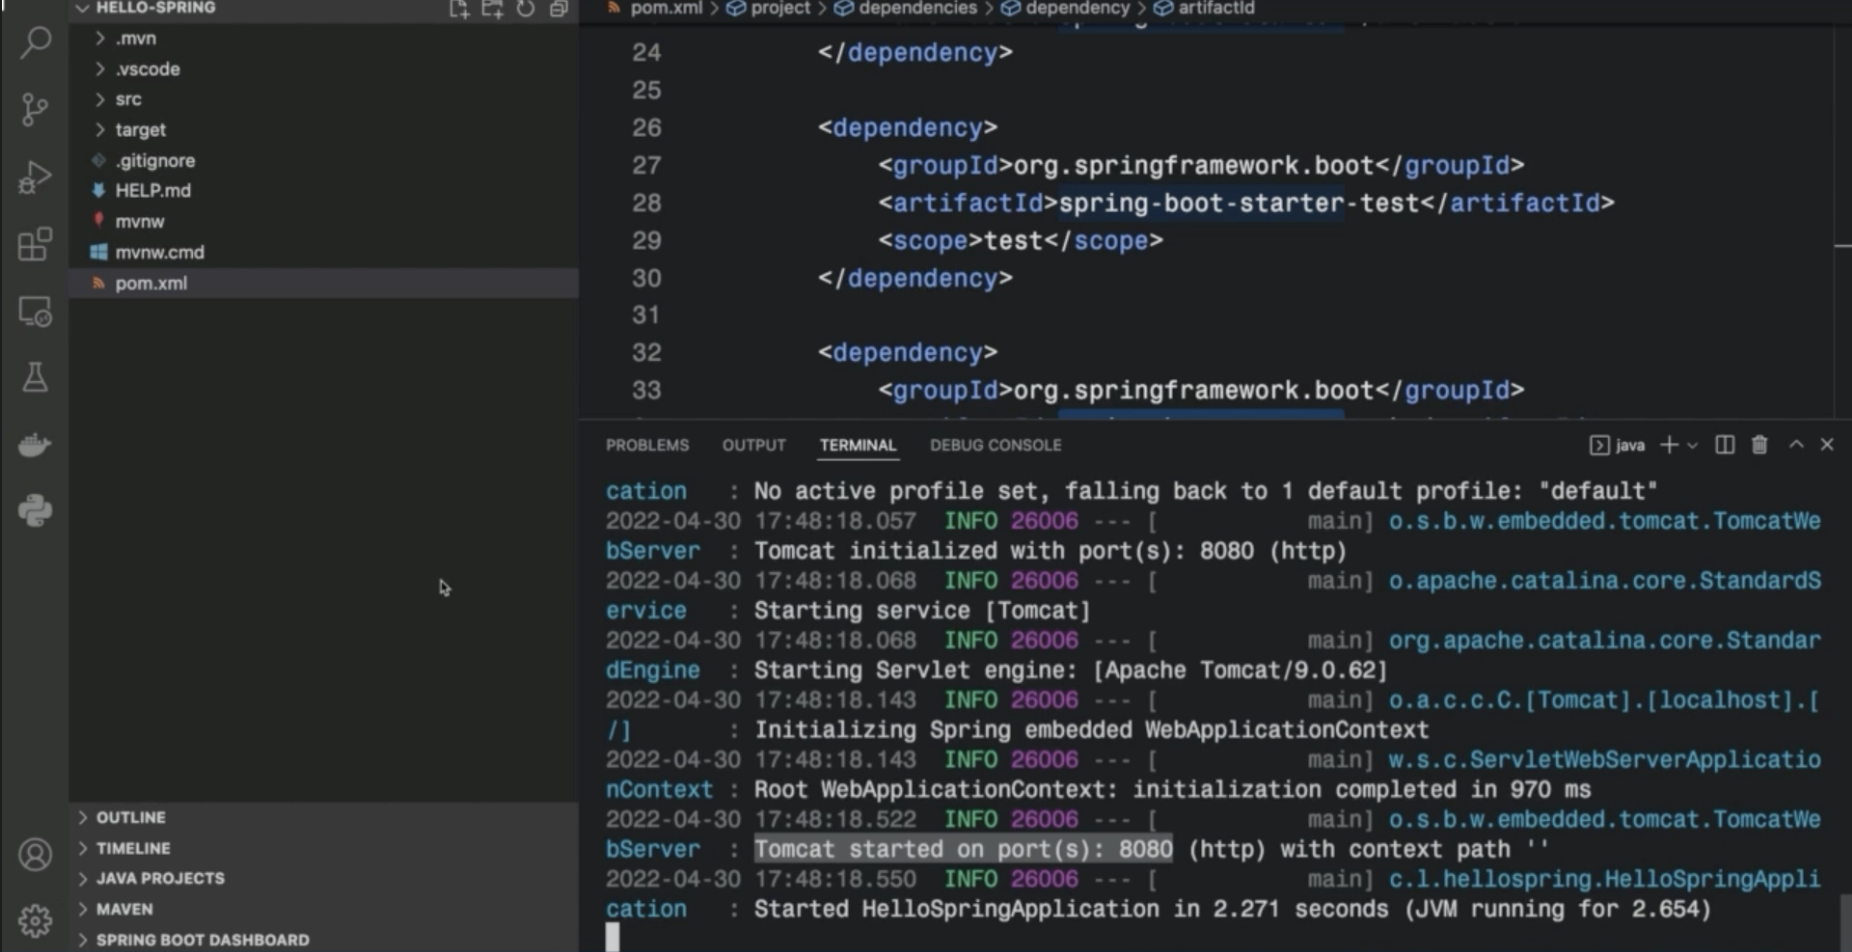 HELLO-SPRING
.mvn
.vscode
src
target
.gitignore
HELP.md
mvnw
mvnw.cmd
pom.xml
OUTLINE
TIMELINE
JAVA PROJECTS
MAVEN
SPRING BOOT DASHBOARD
pom.xml > project > dependencies > dependency > artifactId
24 </dependency>
25
26 <dependency>
27 <groupId>org.springframework.boot</groupId>
28 <artifactId>spring-boot-starter-test</artifactId>
29 <scope>test</scope>
30 </dependency>
31
32 <dependency>
33 <groupId>org.springframework.boot</groupId>
PROBLEMS OUTPUT TERMINAL DEBUG CONSOLE java
cation : No active profile set, falling back to 1 default profile: "default"
2022-04-30 17:48:18.057 INFO 26006 --- [ main] o.s.b.w.embedded.tomcat.TomcatWe
bServer : Tomcat initialized with port(s): 8080 (http)
2022-04-30 17:48:18.068 INFO 26006 --- [ main] o.apache.catalina.core.StandardS
ervice : Starting service [Tomcat]
2022-04-30 17:48:18.068 INFO 26006 --- [ main] org.apache.catalina.core.Standar
dEngine : Starting Servlet engine: [Apache Tomcat/9.0.62]
2022-04-30 17:48:18.143 INFO 26006 --- [ main] o.a.c.c.C.[Tomcat].[localhost].[
/] : Initializing Spring embedded WebApplicationContext
2022-04-30 17:48:18.143 INFO 26006 --- [ main] w.s.c.ServletWebServerApplicatio
nContext : Root WebApplicationContext: initialization completed in 970 ms
2022-04-30 17:48:18.522 INFO 26006 --- [ main] o.s.b.w.embedded.tomcat.TomcatWe
bServer : Tomcat started on port(s): 8080 (http) with context path ''
2022-04-30 17:48:18.550 INFO 26006 --- [ main] c.l.hellospring.HelloSpringAppli
cation : Started HelloSpringApplication in 2.271 seconds (JVM running for 2.654)